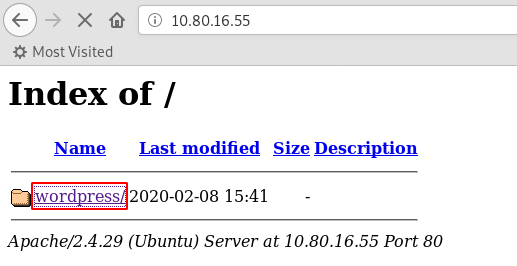 10.80.16.55
Most Visited
Index of /
Name Last modified Size Description
wordpress/ 2020-02-08 15:41 -
Apache/2.4.29 (Ubuntu) Server at 10.80.16.55 Port 80